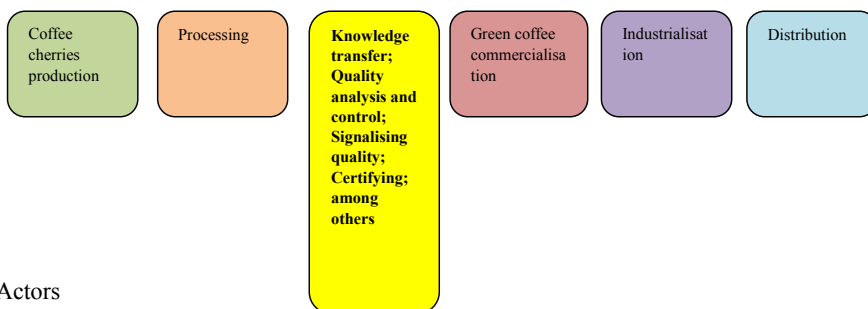 Coffee
cherries
production
Processing
Knowledge
transfer;
Quality
analysis and
control;
Signalising
quality;
Certifying;
among
others
Green coffee
commercialisa
tion
Industrialisat
ion
Distribution
Actors